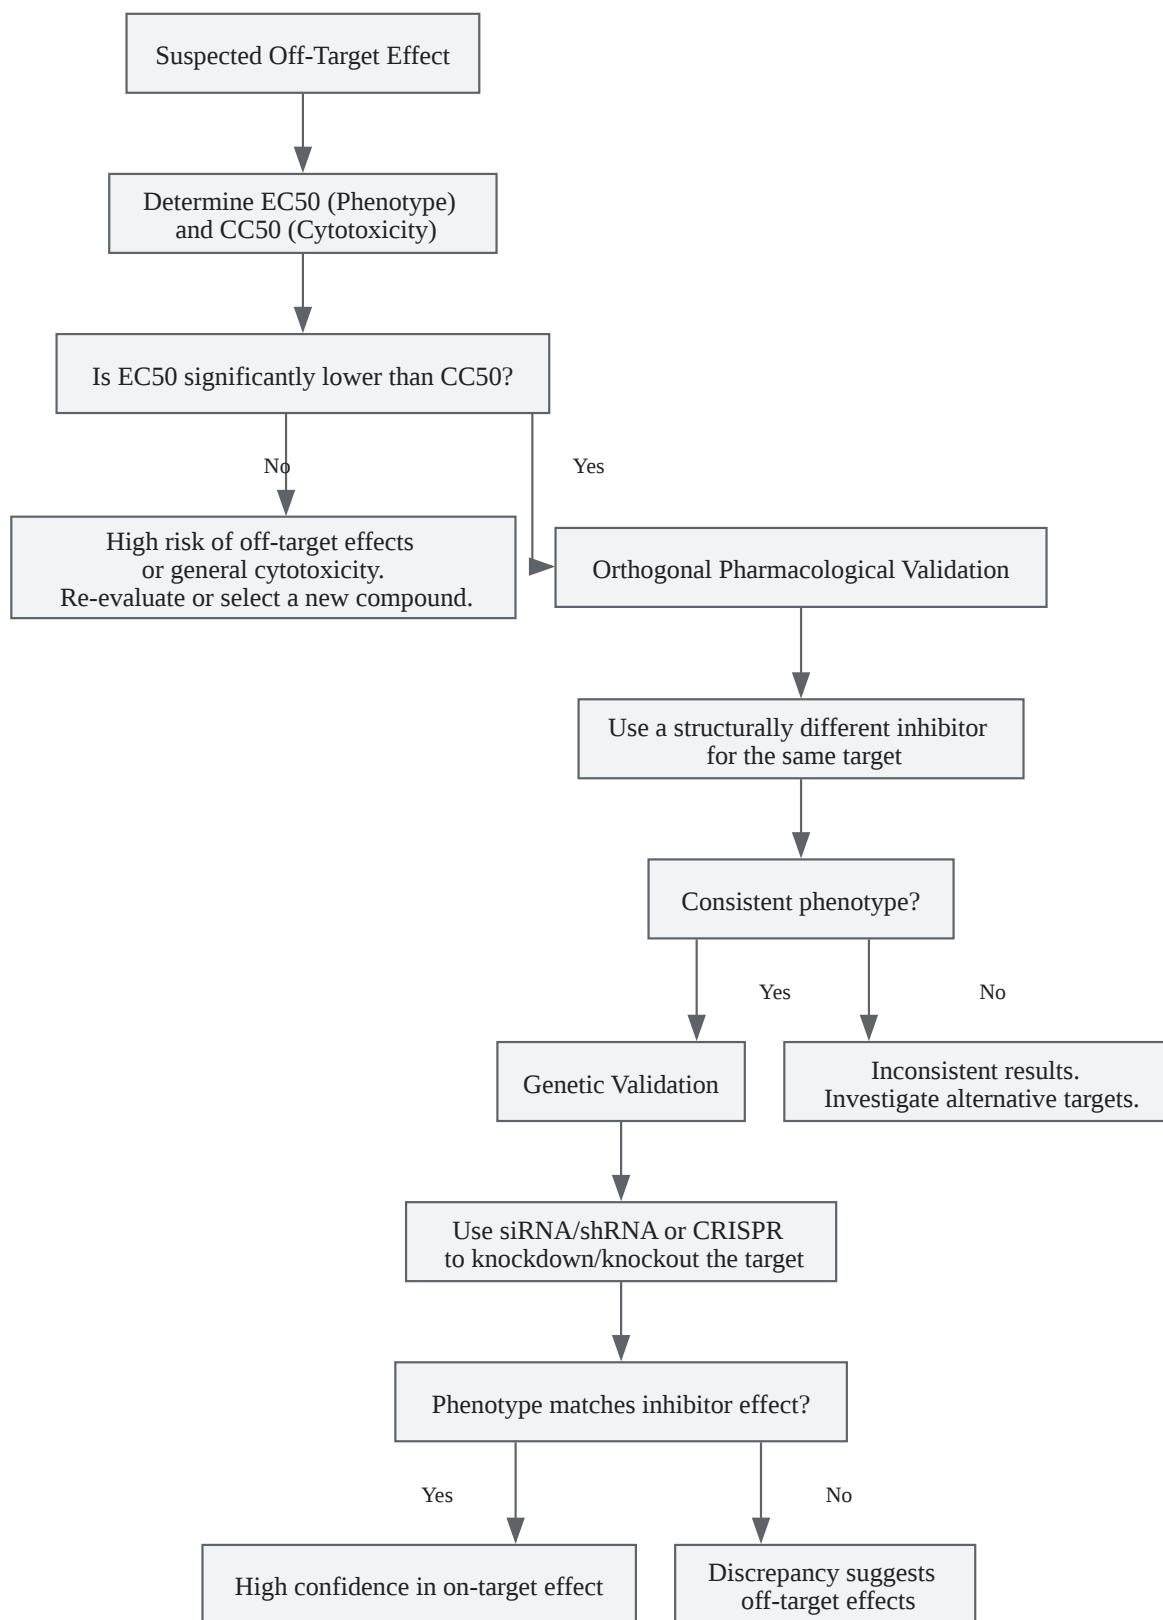 Suspected Off-Target Effect
Determine EC50 (Phenotype)
and CC50 (Cytotoxicity)
Is EC50 significantly lower than CC50?
No
Yes
High risk of off-target effects
or general cytotoxicity.
Re-evaluate or select a new compound.
Orthogonal Pharmacological Validation
Use a structurally different inhibitor
for the same target
Consistent phenotype?
Yes
No
Genetic Validation
Inconsistent results.
Investigate alternative targets.
Use siRNA/shRNA or CRISPR
to knockdown/knockout the target
Phenotype matches inhibitor effect?
Yes
No
High confidence in on-target effect
Discrepancy suggests
off-target effects